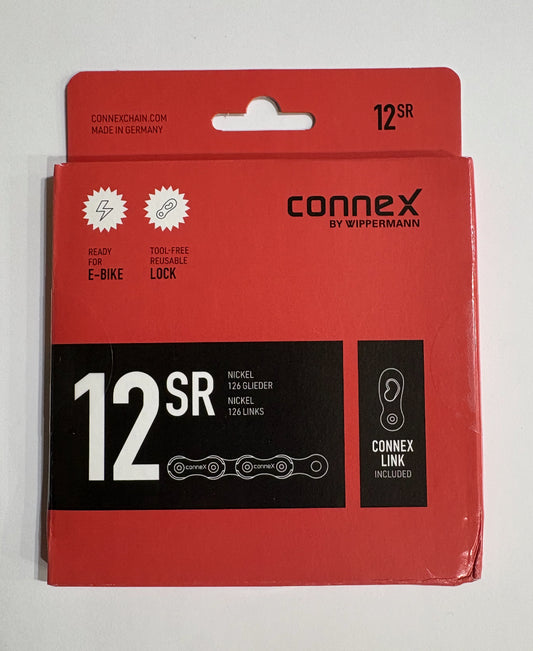 CONNEXCHAIN.COM
MADE IN GERMANY
12SR
conneX
BY WIPPERMANN
READY
FOR
E-BIKE
TOOL-FREE
REUSABLE
LOCK
12SR
NICKEL
126 GLIEDER
NICKEL
126 LINKS
conneX conneX
CONNEX
LINK
INCLUDED